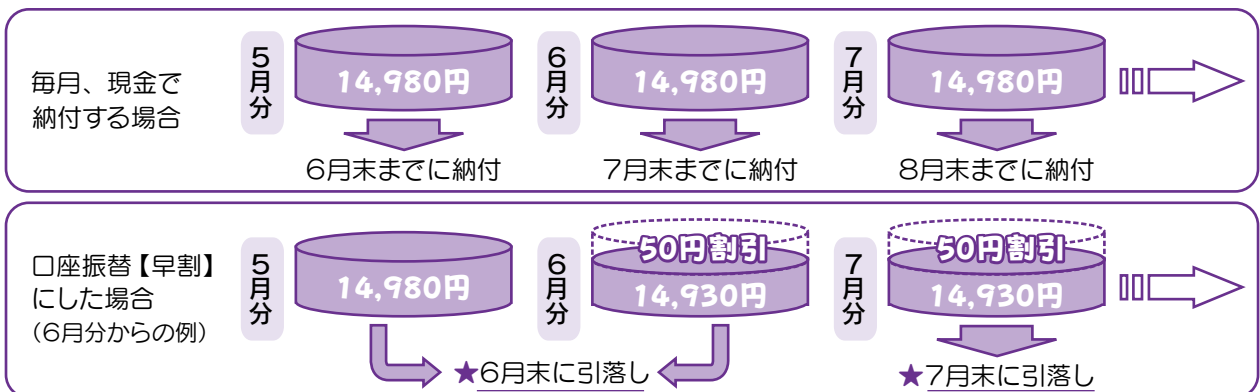 毎月、現金で
納付する場合
5月分
14,980円
6月末までに納付
6月分
14,980円
7月末までに納付
7月分
14,980円
8月末までに納付
口座振替【早割】
にした場合
（6月分からの例）
5月分
14,980円
6月分
50円割引
14,930円
★6月末に引落し
7月分
50円割引
14,930円
★7月末に引落し